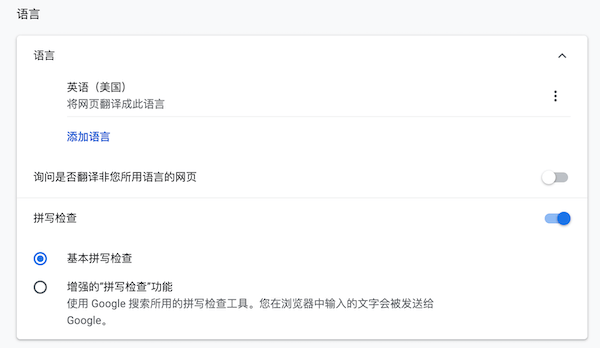 语言
语言
英语（美国）
将网页翻译成此语言
添加语言
询问是否翻译非您所用语言的网页
拼写检查
基本拼写检查
增强的“拼写检查”功能
使用 Google 搜索所用的拼写检查工具。您在浏览器中输入的文字会被发送给
Google。